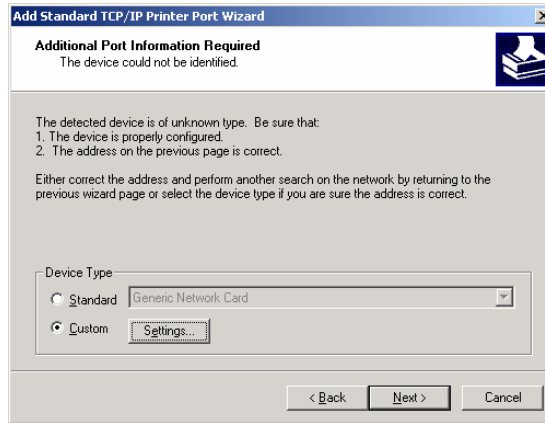 Add Standard TCP/IP Printer Port Wizard
Additional Port Information Required
The device could not be identified.
The detected device is of unknown type. Be sure that:
1. The device is properly configured.
2. The address on the previous page is correct.
Either correct the address and perform another search on the network by returning to the
previous wizard page or select the device type if you are sure the address is correct.
Device Type
Standard Generic Network Card
Custom Settings...
< Back Next > Cancel